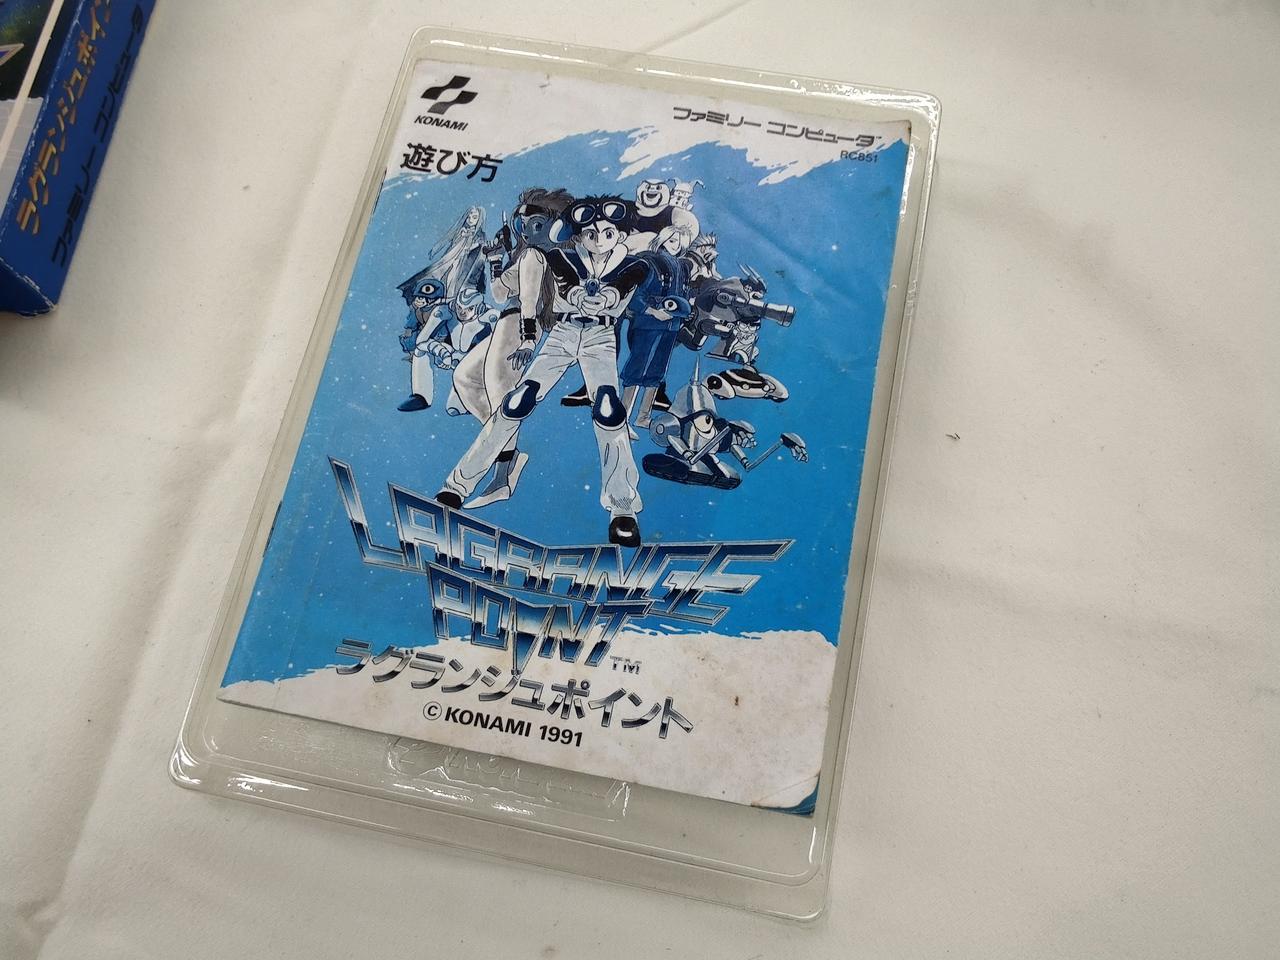 ラグランジュポイン
ファミリー コンピュータ
KONAMI
ファミリー コンピュータ
RC851
遊び方
LAGRANGE
POINT™
ラグランジュポイント
© KONAMI 1991